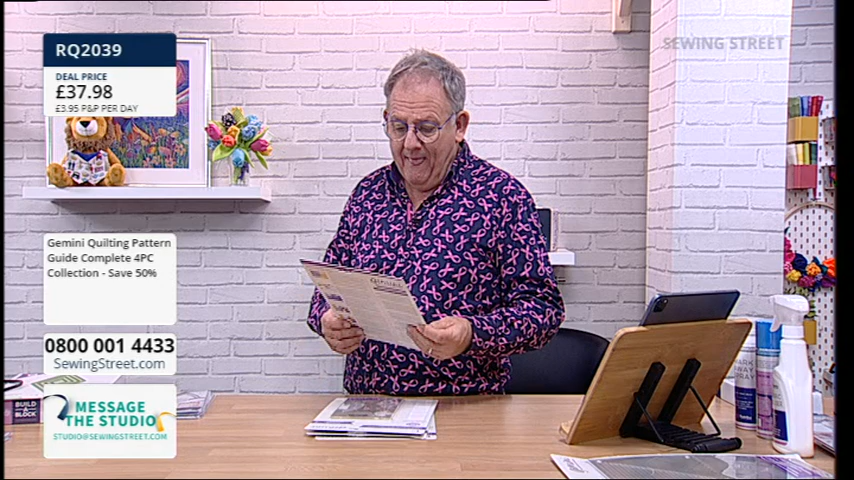 RQ2039
DEAL PRICE
£37.98
£3.95 P&P PER DAY
SEWING STREET
Gemini Quilting Pattern
Guide Complete 4PC
Collection - Save 50%
0800 001 4433
SewingStreet.com
BUILD
A
BLOCK
MESSAGE
THE STUDIO
STUDIO@SEWINGSTREET.COM